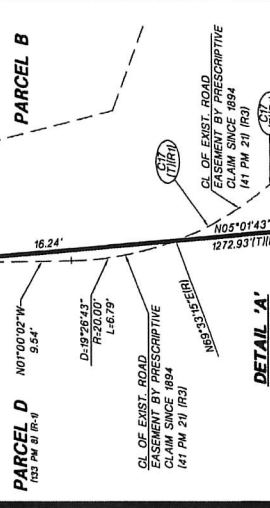 PARCEL B
PARCEL D
(133 PM 8) (R-1)
N01°00'02"W
9.54'
16.24'
D=19°26'43"
R=20.00'
L=6.79'
C17
(T)(R1)
CL OF EXIST. ROAD
EASEMENT BY PRESCRIPTIVE
CLAIM SINCE 1894
(41 PM 21) (R3)
CL OF EXIST. ROAD
EASEMENT BY PRESCRIPTIVE
CLAIM SINCE 1894
(41 PM 21) (R3)
N69°33'15"E(R)
N05°01'43"
1272.93'(T)(
C17
DETAIL 'A'